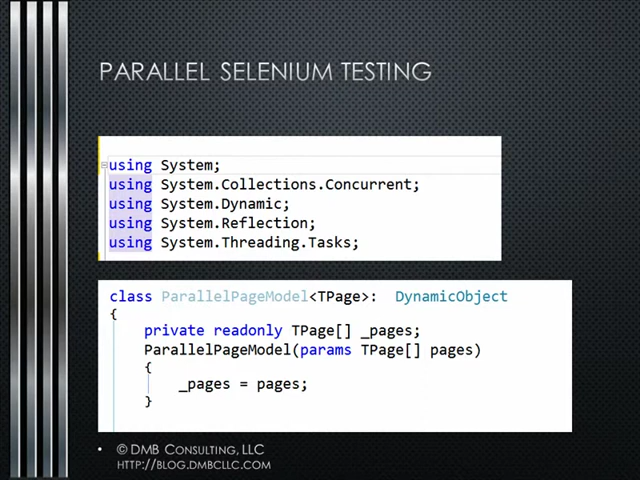 PARALLEL SELENIUM TESTING
using System;
using System.Collections.Concurrent;
using System.Dynamic;
using System.Reflection;
using System.Threading.Tasks;
class ParallelPageModel<TPage>: DynamicObject
{
private readonly TPage[] _pages;
ParallelPageModel(params TPage[] pages)
{
_pages = pages;
}
• © DMB CONSULTING, LLC
HTTP://BLOG.DMBCLLC.COM